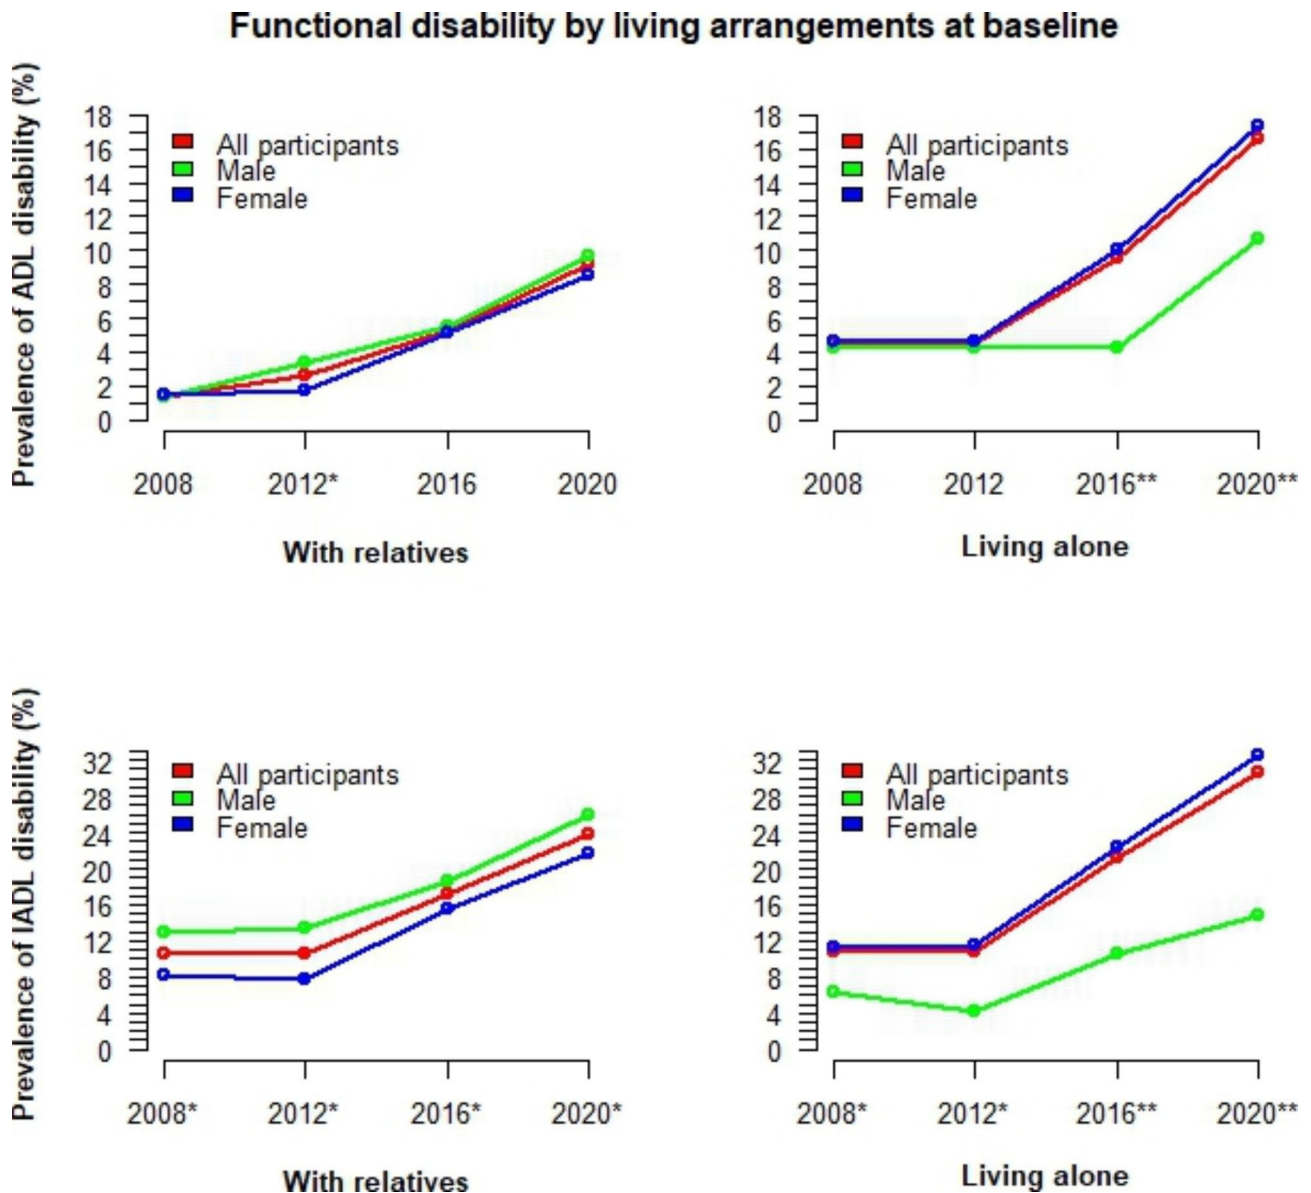 Functional disability by living arrangements at baseline
Prevalence of ADL disability (%)
18
16
14
12
10
8
6
4
2
0
All participants
Male
Female
2008 2012* 2016 2020
With relatives
18
16
14
12
10
8
6
4
2
0
All participants
Male
Female
2008 2012 2016** 2020**
Living alone
Prevalence of IADL disability (%)
32
28
24
20
16
12
8
4
0
All participants
Male
Female
2008* 2012* 2016* 2020*
With relatives
32
28
24
20
16
12
8
4
0
All participants
Male
Female
2008* 2012* 2016** 2020**
Living alone